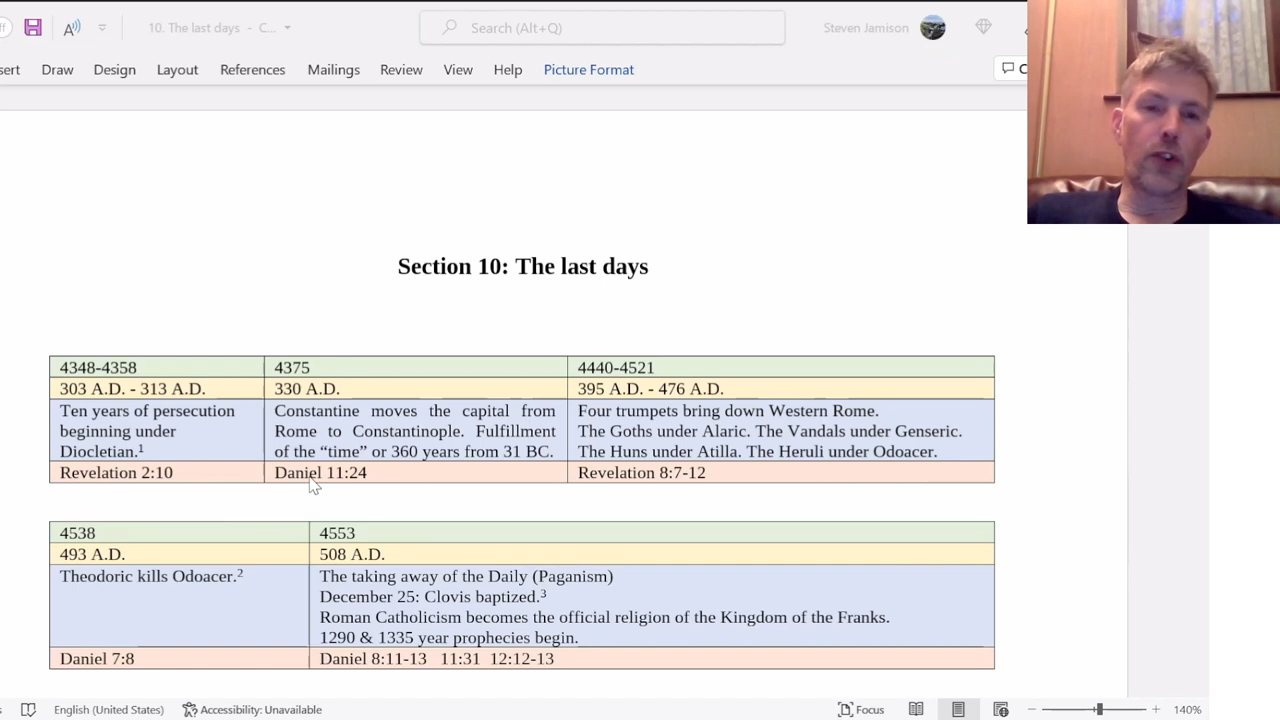 10. The last days - C...
Search (Alt+Q)
Steven Jamison
Draw Design Layout References Mailings Review View Help Picture Format
Section 10: The last days
4348-4358
303 A.D. - 313 A.D.
Ten years of persecution
beginning under
Diocletian.1
Revelation 2:10
4375
330 A.D.
Constantine moves the capital from
Rome to Constantinople. Fulfillment
of the “time” or 360 years from 31 BC.
Daniel 11:24
4440-4521
395 A.D. - 476 A.D.
Four trumpets bring down Western Rome.
The Goths under Alaric. The Vandals under Genseric.
The Huns under Atilla. The Heruli under Odoacer.
Revelation 8:7-12
4538
493 A.D.
Theodoric kills Odoacer.2
Daniel 7:8
4553
508 A.D.
The taking away of the Daily (Paganism)
December 25: Clovis baptized.3
Roman Catholicism becomes the official religion of the Kingdom of the Franks.
1290 & 1335 year prophecies begin.
Daniel 8:11-13 11:31 12:12-13
English (United States) Accessibility: Unavailable Focus 140%